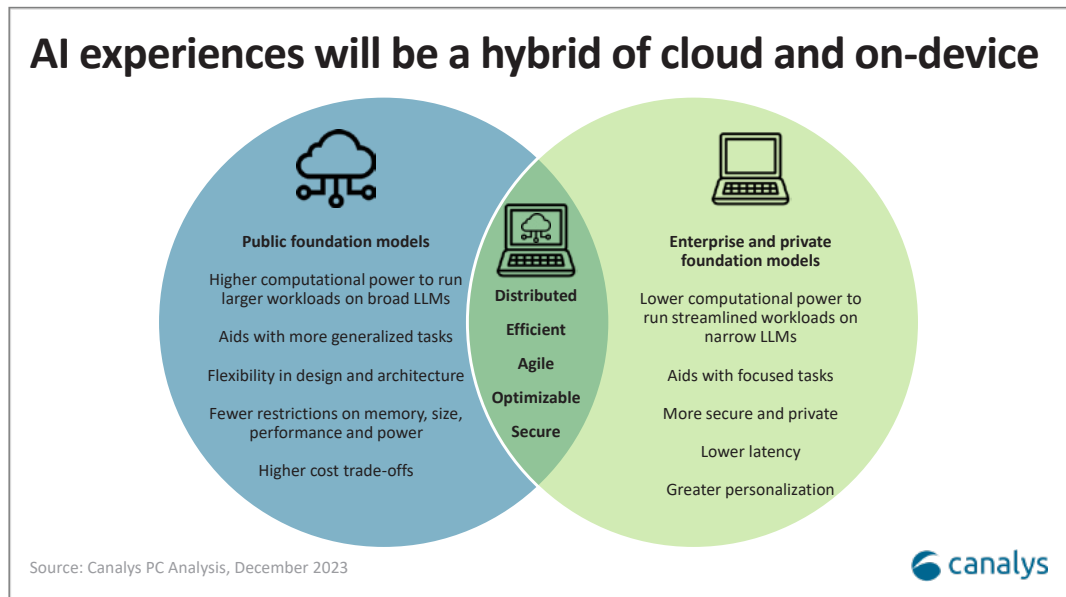 AI experiences will be a hybrid of cloud and on-device
Public foundation models
Higher computational power to run
larger workloads on broad LLMs
Aids with more generalized tasks
Flexibility in design and architecture
Fewer restrictions on memory, size,
performance and power
Higher cost trade-offs
Distributed
Efficient
Agile
Optimizable
Secure
Enterprise and private
foundation models
Lower computational power to
run streamlined workloads on
narrow LLMs
Aids with focused tasks
More secure and private
Lower latency
Greater personalization
Source: Canalys PC Analysis, December 2023
canalys